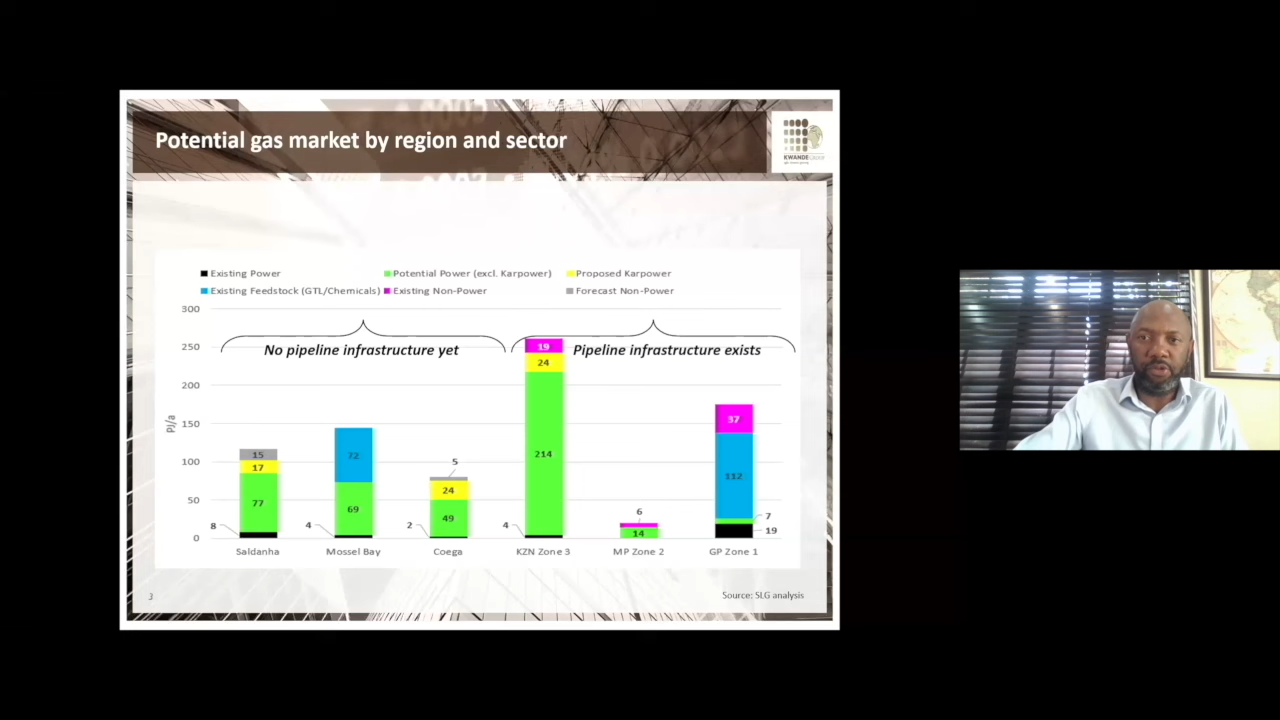 Potential gas market by region and sector
KWANDE
Existing Power
Potential Power (excl. Karpower)
Proposed Karpower
Existing Feedstock (GTL/Chemicals)
Existing Non-Power
Forecast Non-Power
300
250
200
150
100
50
0
PJ/a
No pipeline infrastructure yet
Pipeline infrastructure exists
15
17
77
8
72
69
4
5
24
49
2
19
24
214
4
6
14
37
112
7
19
Saldanha
Mossel Bay
Coega
KZN Zone 3
MP Zone 2
GP Zone 1
3
Source: SLG analysis